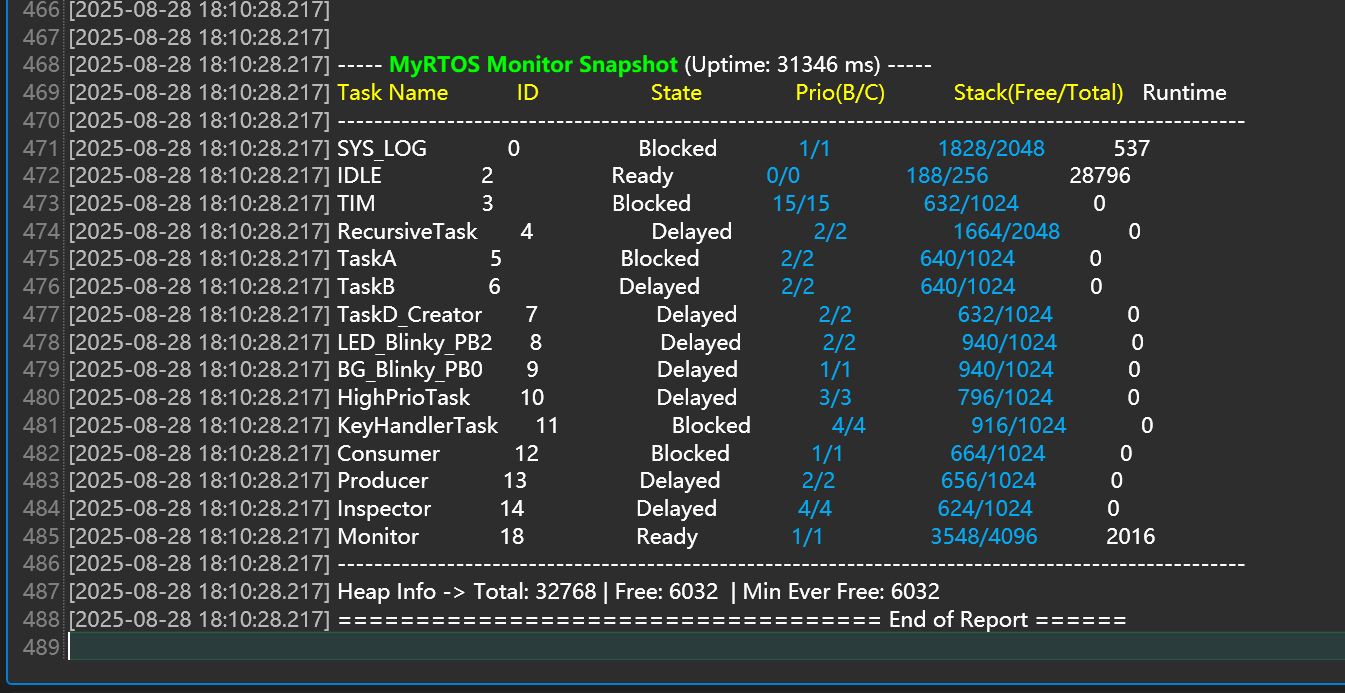 466 [2025-08-28 18:10:28.217]
467 [2025-08-28 18:10:28.217]
468 [2025-08-28 18:10:28.217] ----- MyRTOS Monitor Snapshot (Uptime: 31346 ms) -----
469 [2025-08-28 18:10:28.217] Task Name ID State Prio(B/C) Stack(Free/Total) Runtime
470 [2025-08-28 18:10:28.217] ----------------------------------------------------------------------------------------------------
471 [2025-08-28 18:10:28.217] SYS_LOG 0 Blocked 1/1 1828/2048 537
472 [2025-08-28 18:10:28.217] IDLE 2 Ready 0/0 188/256 28796
473 [2025-08-28 18:10:28.217] TIM 3 Blocked 15/15 632/1024 0
474 [2025-08-28 18:10:28.217] RecursiveTask 4 Delayed 2/2 1664/2048 0
475 [2025-08-28 18:10:28.217] TaskA 5 Blocked 2/2 640/1024 0
476 [2025-08-28 18:10:28.217] TaskB 6 Delayed 2/2 640/1024 0
477 [2025-08-28 18:10:28.217] TaskD_Creator 7 Delayed 2/2 632/1024 0
478 [2025-08-28 18:10:28.217] LED_Blinky_PB2 8 Delayed 2/2 940/1024 0
479 [2025-08-28 18:10:28.217] BG_Blinky_PB0 9 Delayed 1/1 940/1024 0
480 [2025-08-28 18:10:28.217] HighPrioTask 10 Delayed 3/3 796/1024 0
481 [2025-08-28 18:10:28.217] KeyHandlerTask 11 Blocked 4/4 916/1024 0
482 [2025-08-28 18:10:28.217] Consumer 12 Blocked 1/1 664/1024 0
483 [2025-08-28 18:10:28.217] Producer 13 Delayed 2/2 656/1024 0
484 [2025-08-28 18:10:28.217] Inspector 14 Delayed 4/4 624/1024 0
485 [2025-08-28 18:10:28.217] Monitor 18 Ready 1/1 3548/4096 2016
486 [2025-08-28 18:10:28.217] ----------------------------------------------------------------------------------------------------
487 [2025-08-28 18:10:28.217] Heap Info -> Total: 32768 | Free: 6032 | Min Ever Free: 6032
488 [2025-08-28 18:10:28.217] =================================== End of Report ======
489